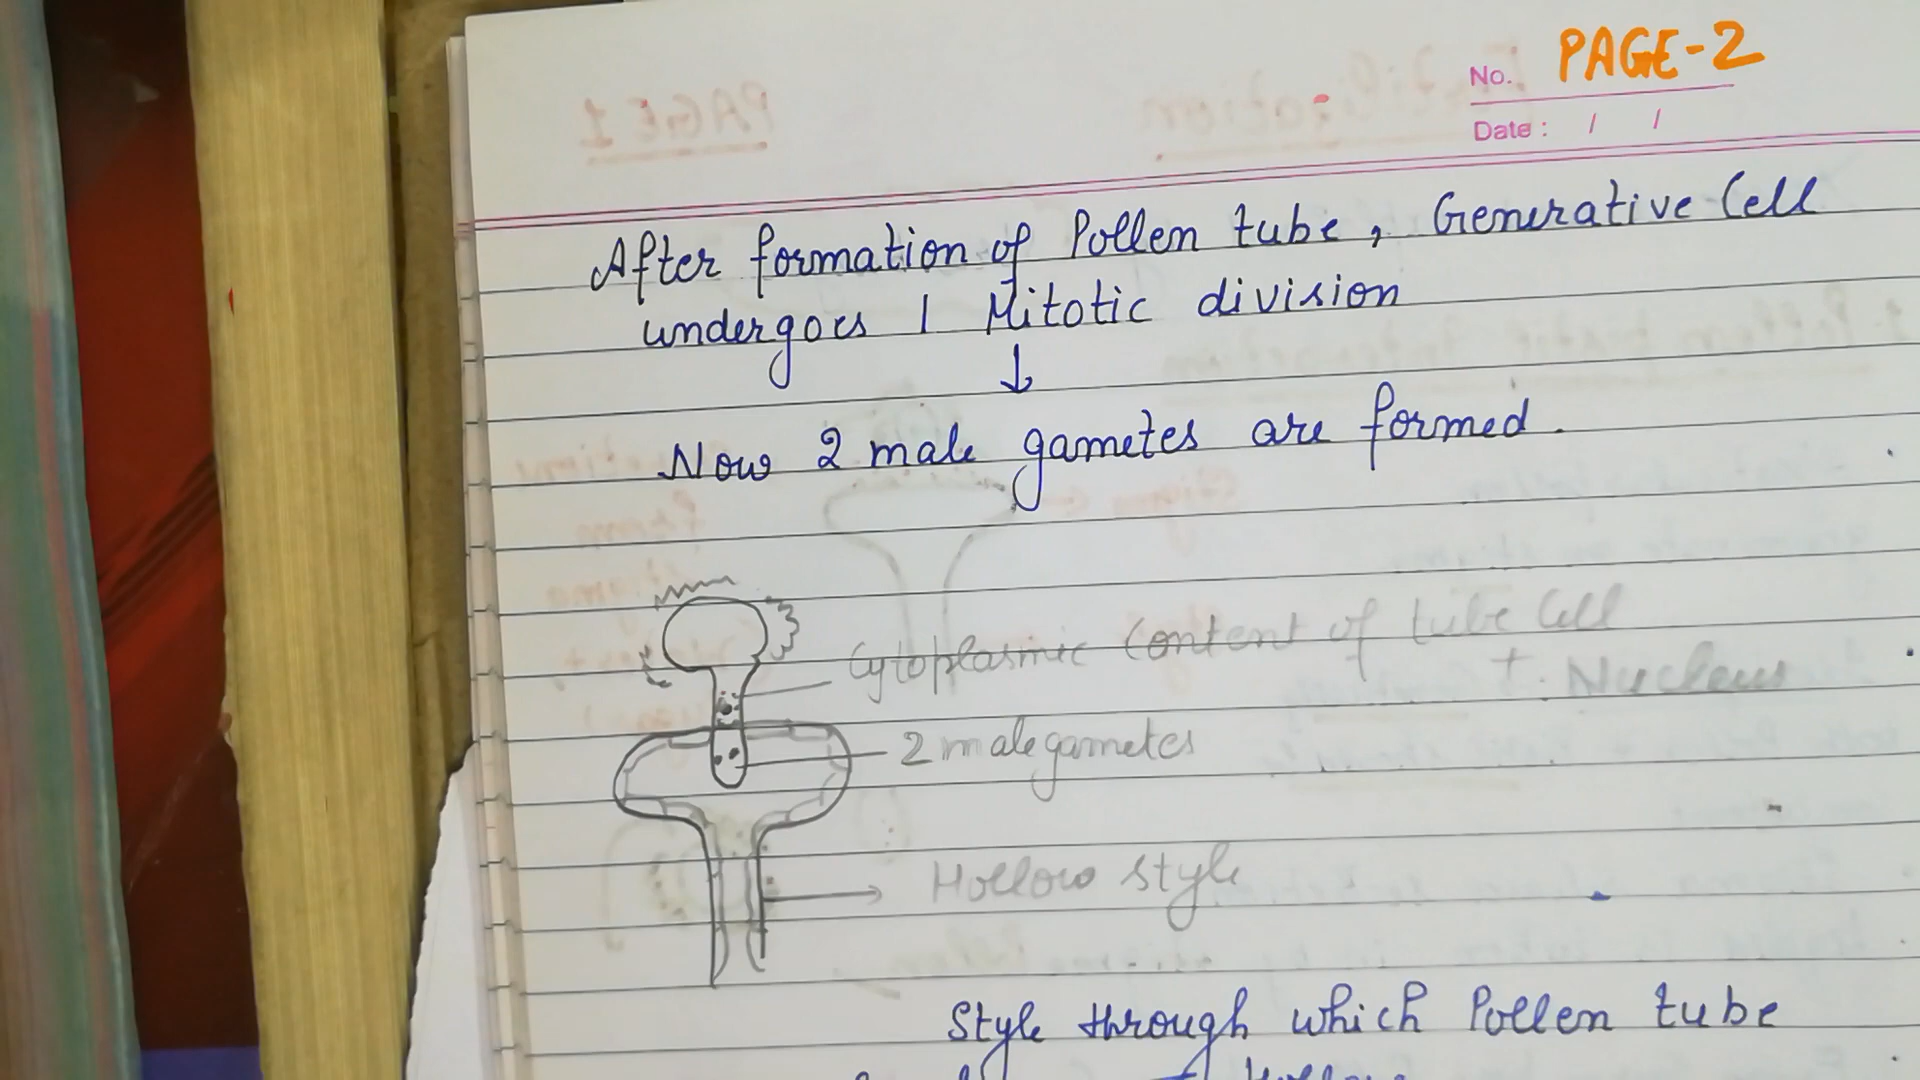 No. PAGE-2
Date : / /
After formation of Pollen tube, Generative Cell
undergoes 1 Mitotic division
↓
Now 2 male gametes are formed.
Cytoplasmic Content of tube Cell
+ Nucleus
2 male gametes
Hollow style
Style through which Pollen tube